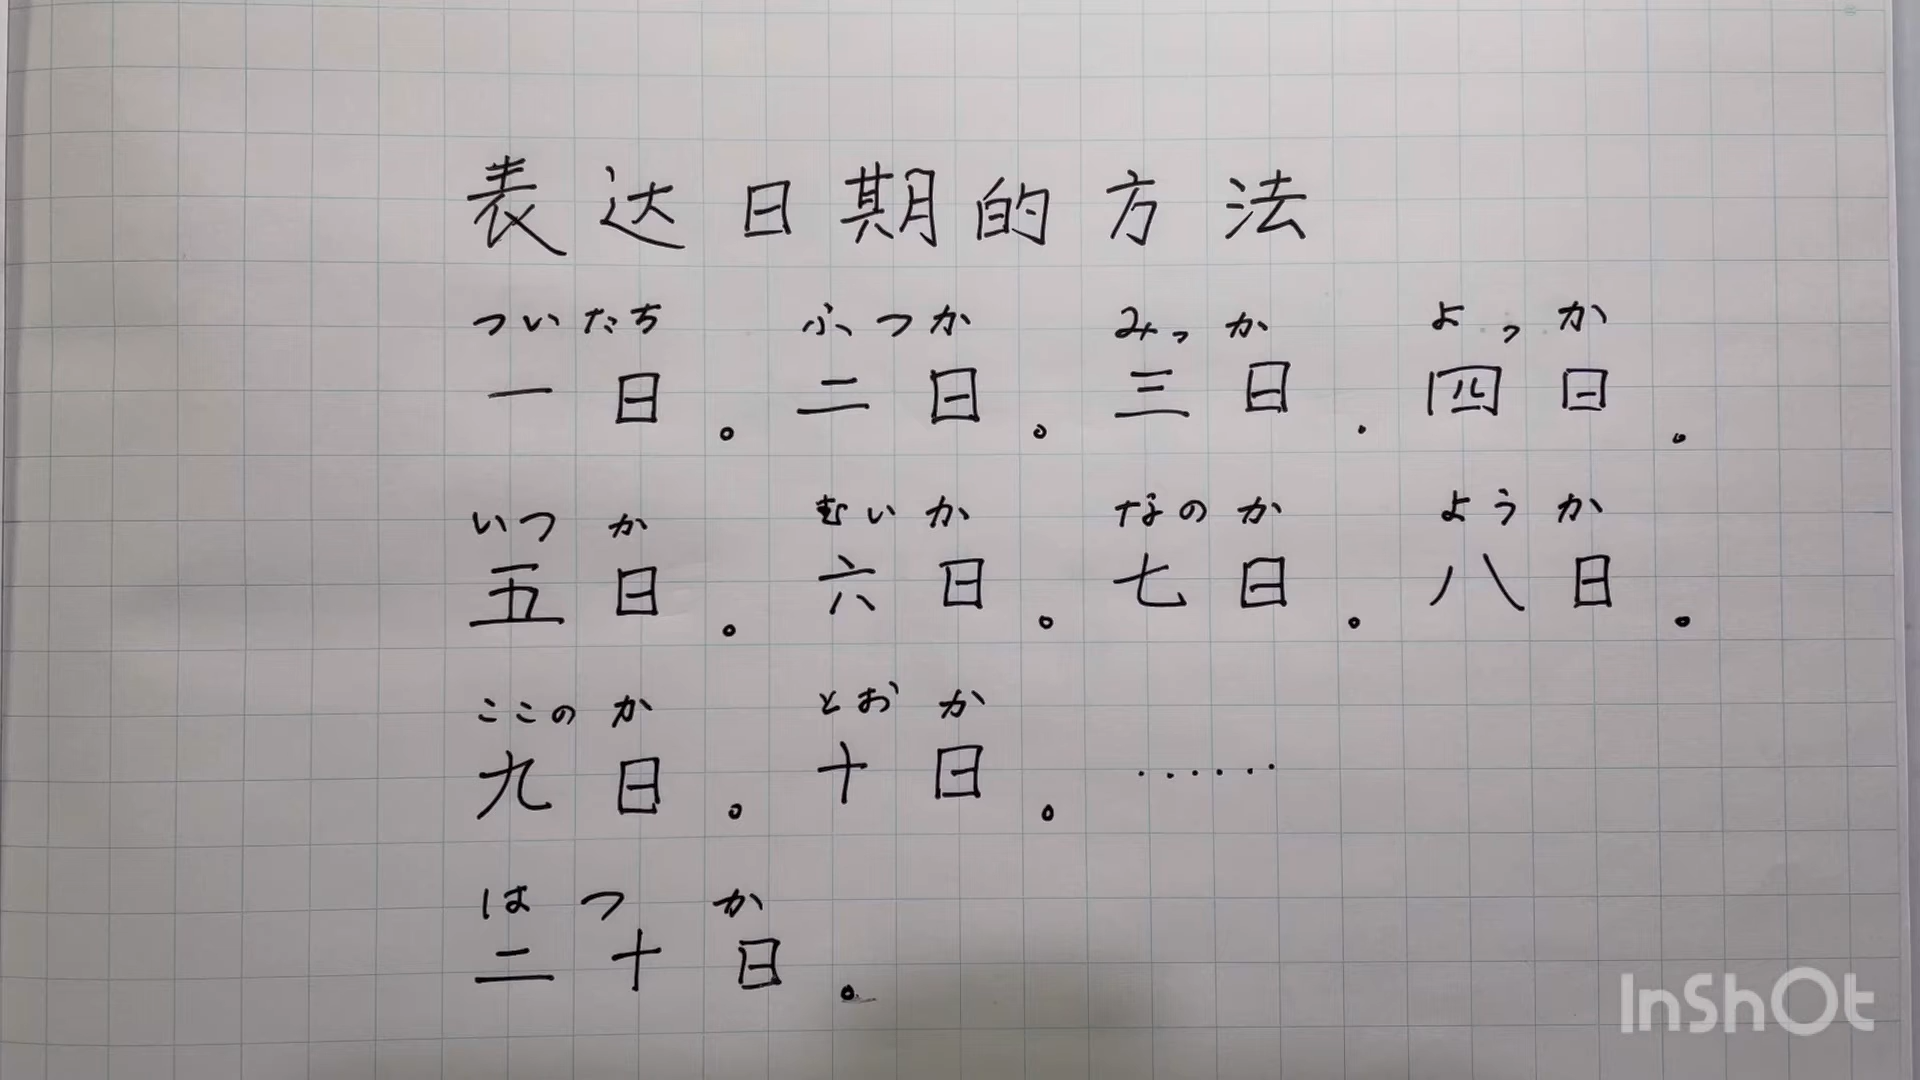 表达日期的方法
ついたち ふつか みっか よっか
一日。二日。三日.四日。
いつか むいか なのか ようか
五日。六日。七日。八日。
ここのか とおか
九日。十日。……
はつか
二十日。
InShOt